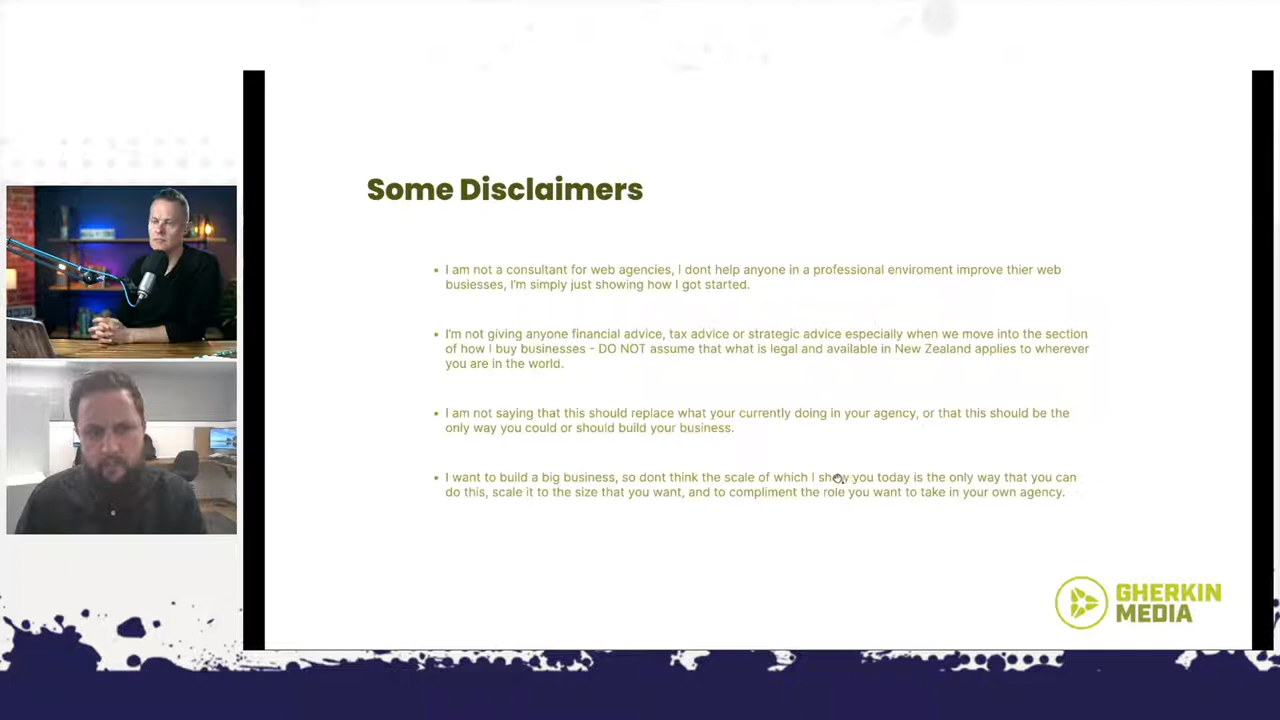 Some Disclaimers
• I am not a consultant for web agencies, I dont help anyone in a professional enviroment improve thier web
busiesses, I'm simply just showing how I got started.
• I'm not giving anyone financial advice, tax advice or strategic advice especially when we move into the section
of how I buy businesses - DO NOT assume that what is legal and available in New Zealand applies to wherever
you are in the world.
• I am not saying that this should replace what your currently doing in your agency, or that this should be the
only way you could or should build your business.
• I want to build a big business, so dont think the scale of which I show you today is the only way that you can
do this, scale it to the size that you want, and to compliment the role you want to take in your own agency.
GHERKIN
MEDIA